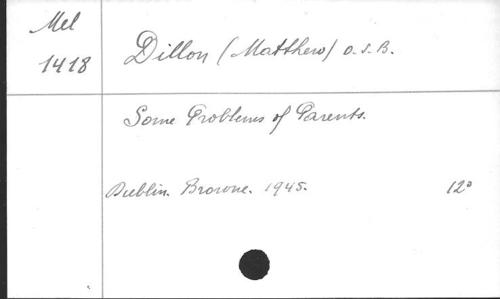 Mel
1418
Dillon (Matthew) O.S.B.
Some Problems of Parents.
Dublin. Browne. 1945.
12°